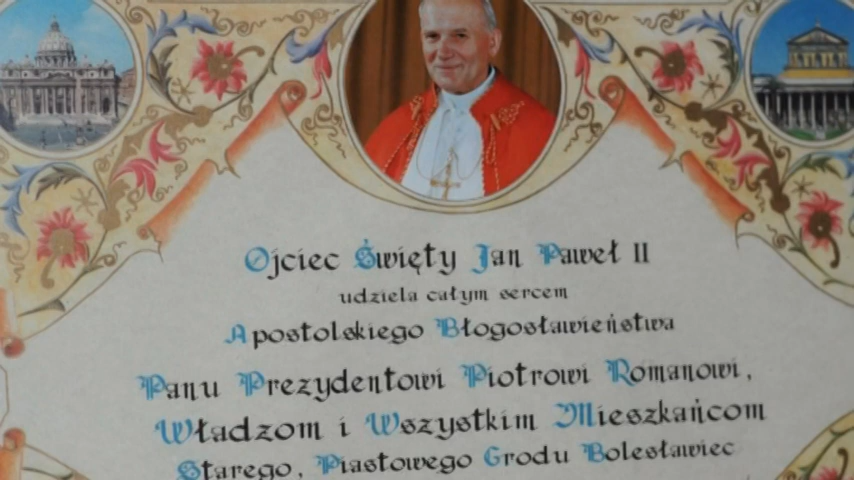 Ojciec Święty Jan Paweł II
udziela całym sercem
Apostolskiego Błogosławieństwa
Panu Prezydentowi Piotrowi Romanowi,
Władzom i Wszystkim Mieszkańcom
Starego, Piastowego Grodu Bolesławiec